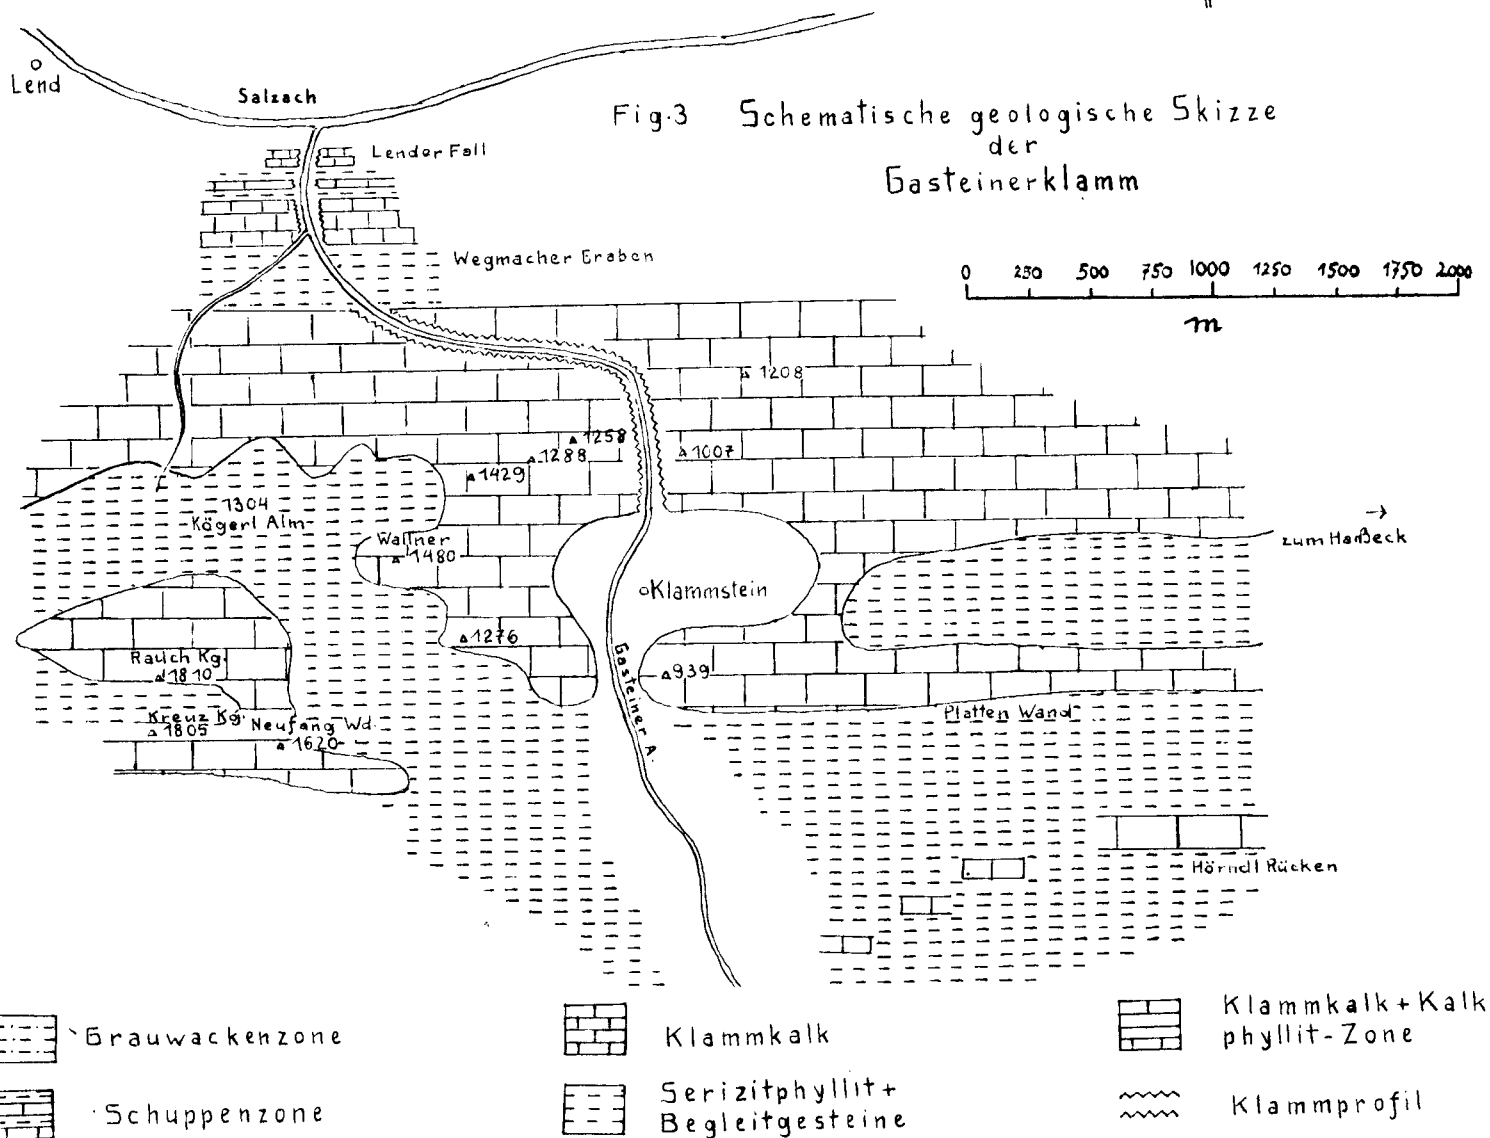 Lend
Salzach
Fig.3 Schematische geologische Skizze
der
Gasteinerklamm
Lender Fall
Wegmacher Graben
0 250 500 750 1000 1250 1500 1750 2000
m
1208
1258
1288
1007
1429
1304
Kögerl Alm
Wallner
1480
zum Haßeck
Klammstein
1276
Gasteiner A.
Rauch Kg.
1810
939
Kreuz Kg.
1805
Neufang Wd.
1620
Platten Wand
Hörndl Rücken
Grauwackenzone
Klammkalk
Klammkalk + Kalk
phyllit-Zone
Schuppenzone
Serizitphyllit +
Begleitgesteine
Klammprofil